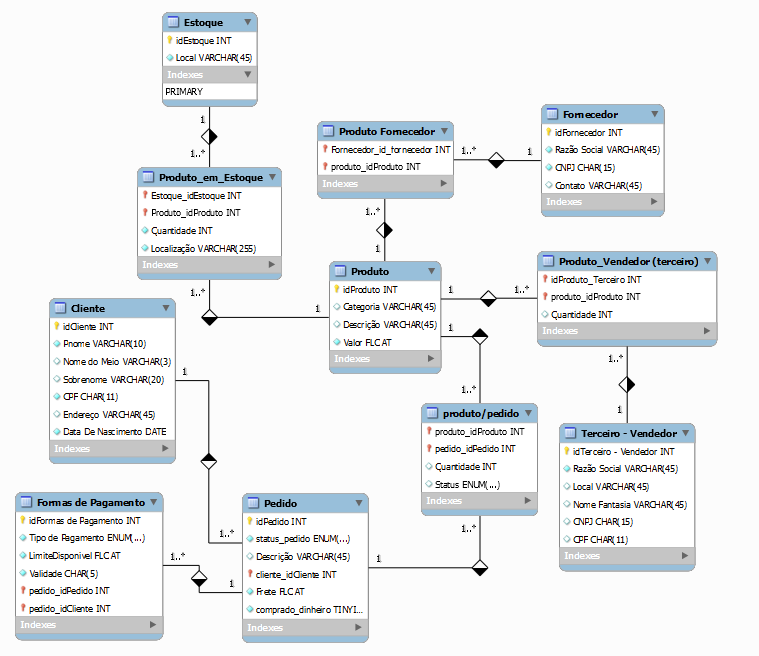 Estoque
idEstoque INT
Local VARCHAR(45)
Indexes
PRIMARY
1
1..*
Produto_em_Estoque
Estoque_idEstoque INT
Produto_idProduto INT
Quantidade INT
Localização VARCHAR(255)
Indexes
1..*
1
Produto Fornecedor
Fornecedor_id_fornecedor INT
produto_idProduto INT
Indexes
1..*
1
1..*
1
Fornecedor
idFornecedor INT
Razão Social VARCHAR(45)
CNPJ CHAR(15)
Contato VARCHAR(45)
Indexes
Produto
idProduto INT
Categoria VARCHAR(45)
Descrição VARCHAR(45)
Valor FLOAT
Indexes
1
1..*
1
1..*
Produto_Vendedor (terceiro)
idProduto_Terceiro INT
produto_idProduto INT
Quantidade INT
Indexes
1..*
1
Cliente
idCliente INT
Pnome VARCHAR(10)
Nome do Meio VARCHAR(3)
Sobrenome VARCHAR(20)
CPF CHAR(11)
Endereço VARCHAR(45)
Data De Nascimento DATE
Indexes
1
1..*
produto/pedido
produto_idProduto INT
pedido_idPedido INT
Quantidade INT
Status ENUM(...)
Indexes
1..*
1
Terceiro - Vendedor
idTerceiro - Vendedor INT
Razão Social VARCHAR(45)
Local VARCHAR(45)
Nome Fantasia VARCHAR(45)
CNPJ CHAR(15)
CPF CHAR(11)
Indexes
Formas de Pagamento
idFormas de Pagamento INT
Tipo de Pagamento ENUM(...)
LimiteDisponivel FLOAT
Validade CHAR(5)
pedido_idPedido INT
pedido_idCliente INT
Indexes
1..*
1
Pedido
idPedido INT
status_pedido ENUM(...)
Descrição VARCHAR(45)
cliente_idCliente INT
Frete FLOAT
comprado_dinheiro TINYI...
Indexes